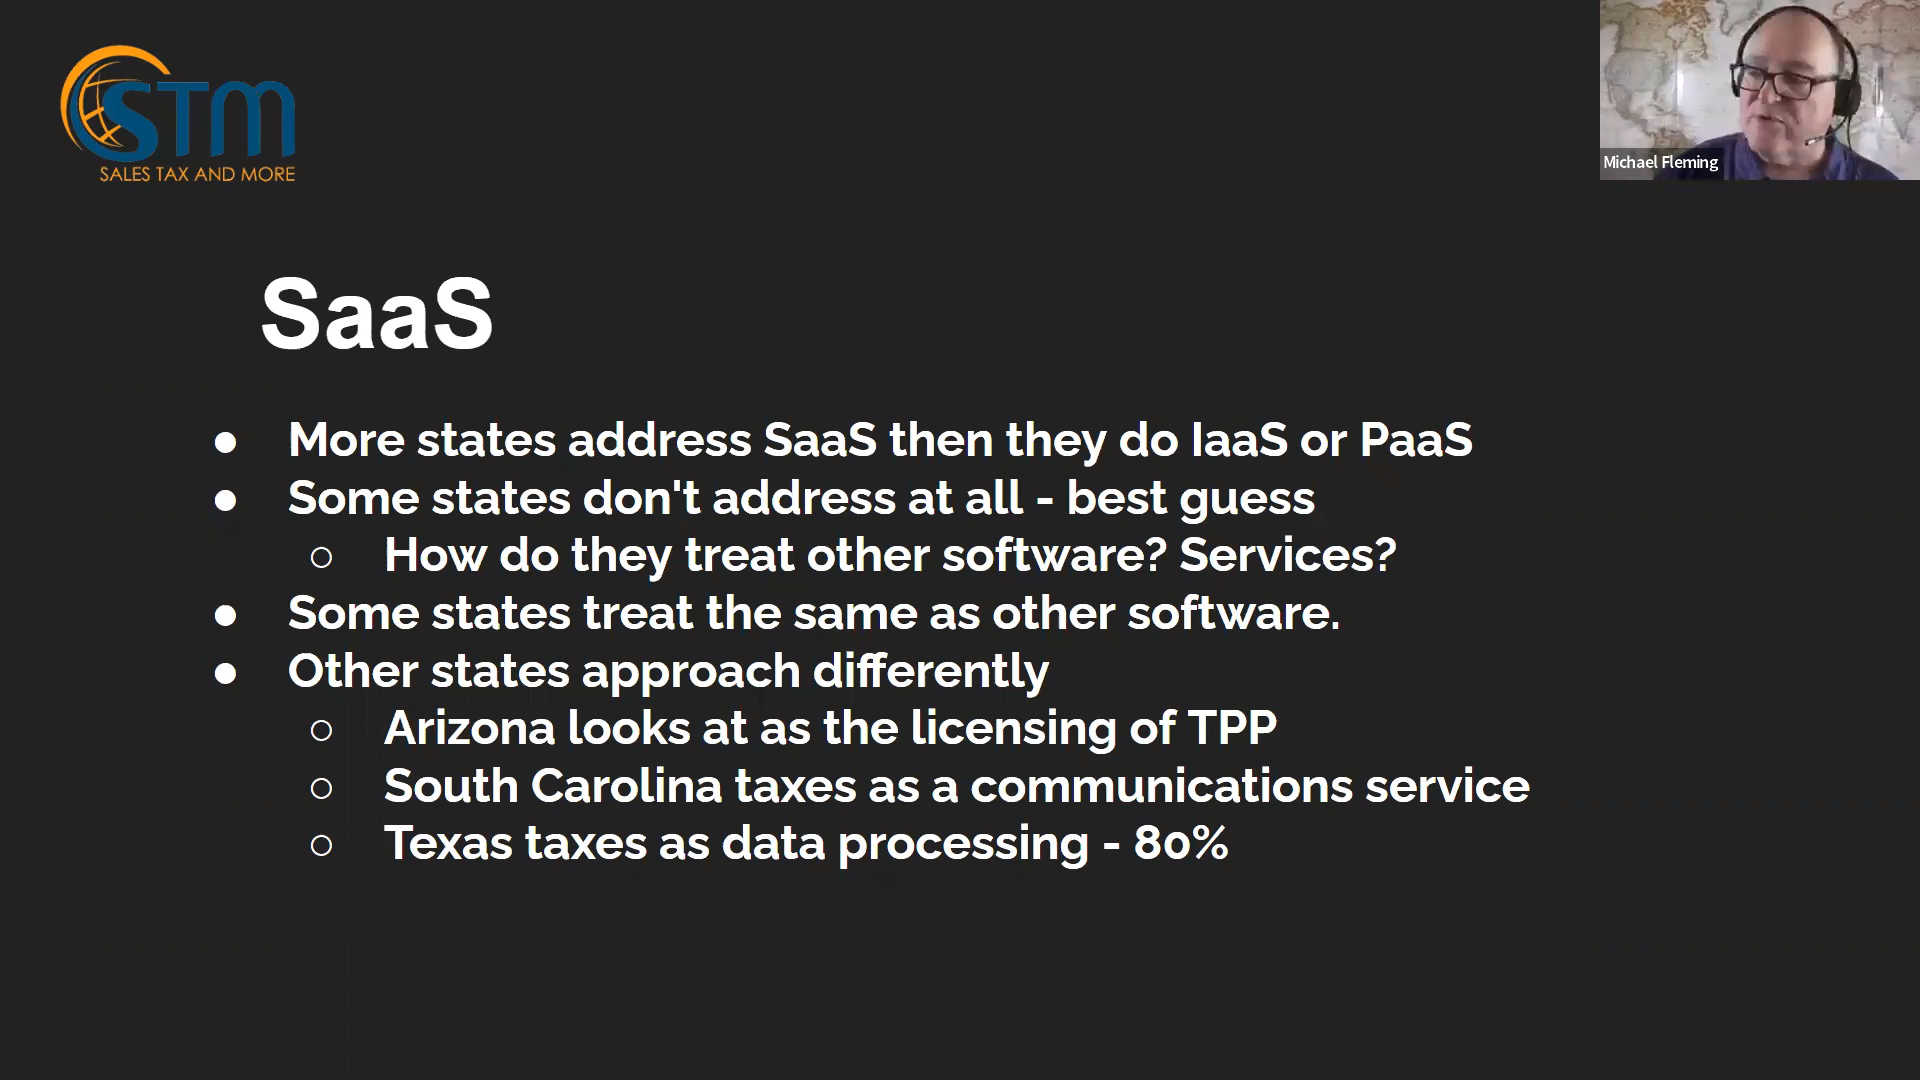 STM
SALES TAX AND MORE
Michael Fleming
SaaS
● More states address SaaS then they do IaaS or PaaS
● Some states don't address at all - best guess
○ How do they treat other software? Services?
● Some states treat the same as other software.
● Other states approach differently
○ Arizona looks at as the licensing of TPP
○ South Carolina taxes as a communications service
○ Texas taxes as data processing - 80%